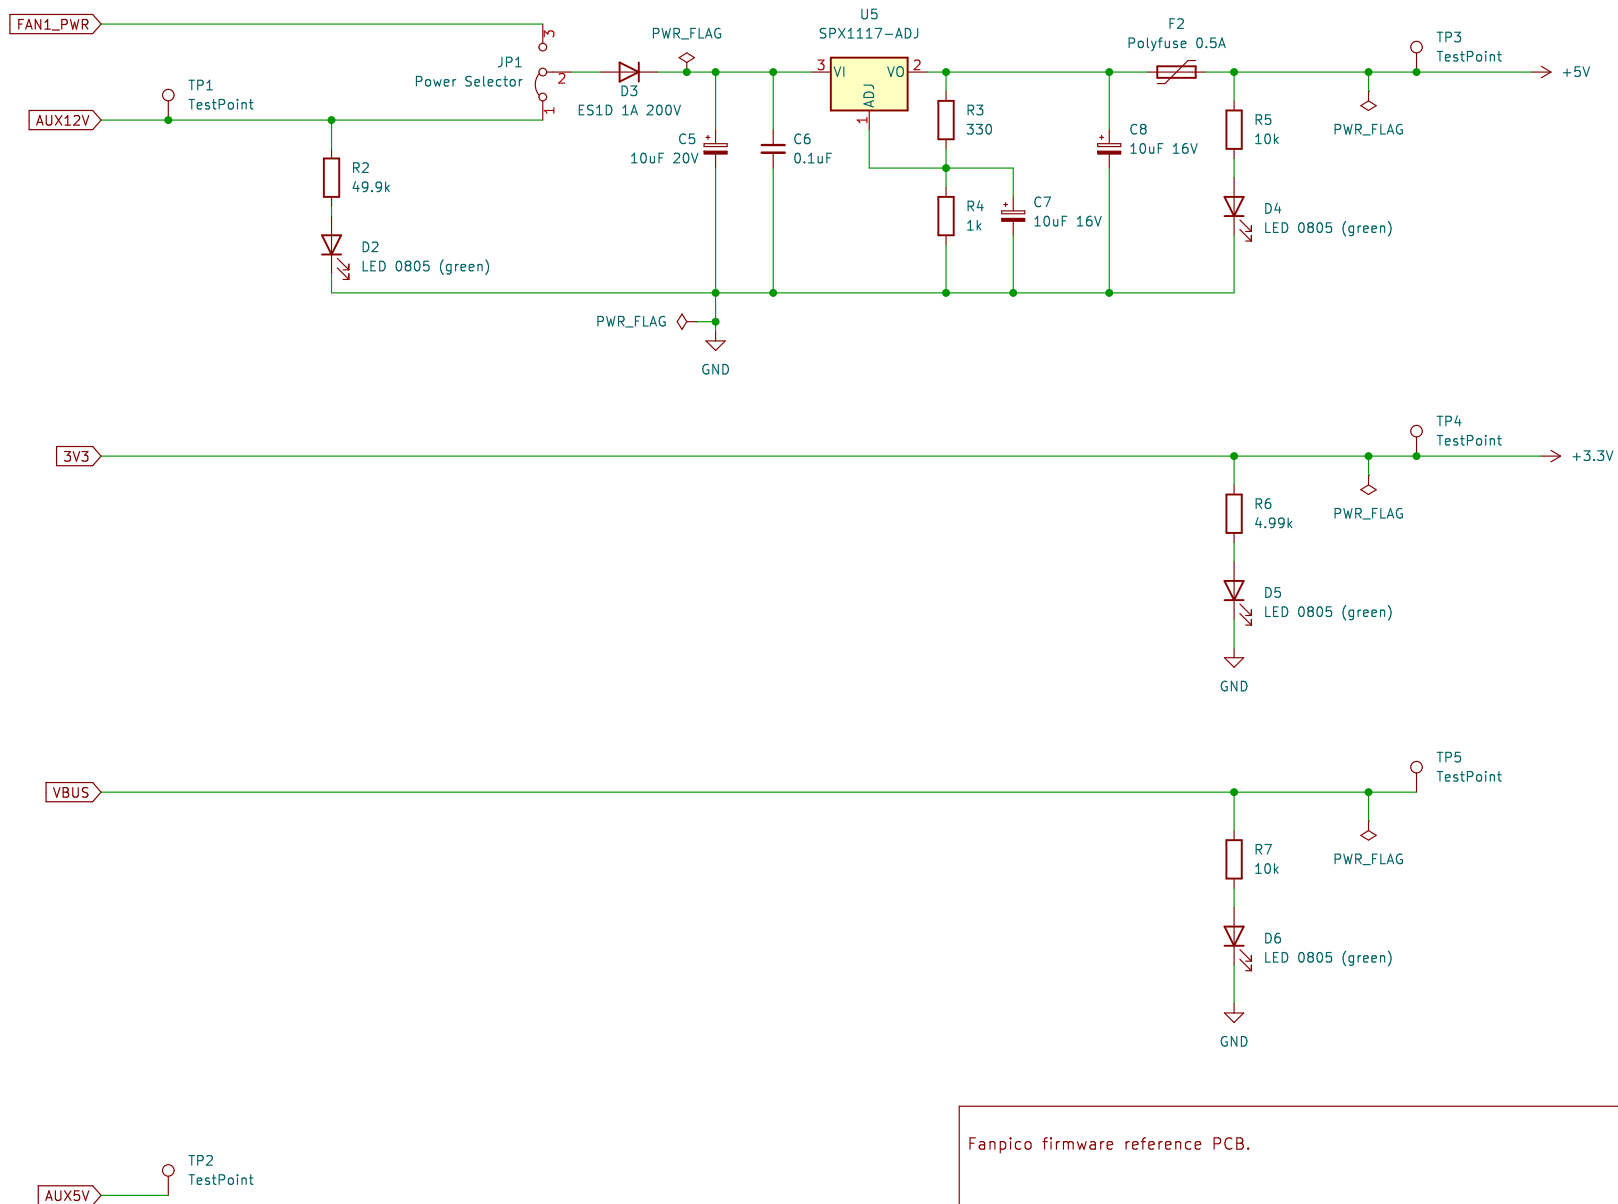 FAN1_PWR
AUX12V
TP1
TestPoint
R2
49.9k
D2
LED 0805 (green)
JP1
Power Selector
3
2
1
D3
ES1D 1A 200V
PWR_FLAG
C5
10uF 20V
C6
0.1uF
PWR_FLAG
GND
U5
SPX1117-ADJ
3
VI
VO
2
ADJ
1
R3
330
R4
1k
C7
10uF 16V
C8
10uF 16V
F2
Polyfuse 0.5A
R5
10k
D4
LED 0805 (green)
PWR_FLAG
TP3
TestPoint
+5V
3V3
TP4
TestPoint
+3.3V
R6
4.99k
PWR_FLAG
D5
LED 0805 (green)
GND
VBUS
TP5
TestPoint
R7
10k
PWR_FLAG
D6
LED 0805 (green)
GND
Fanpico firmware reference PCB.
TP2
TestPoint
AUX5V